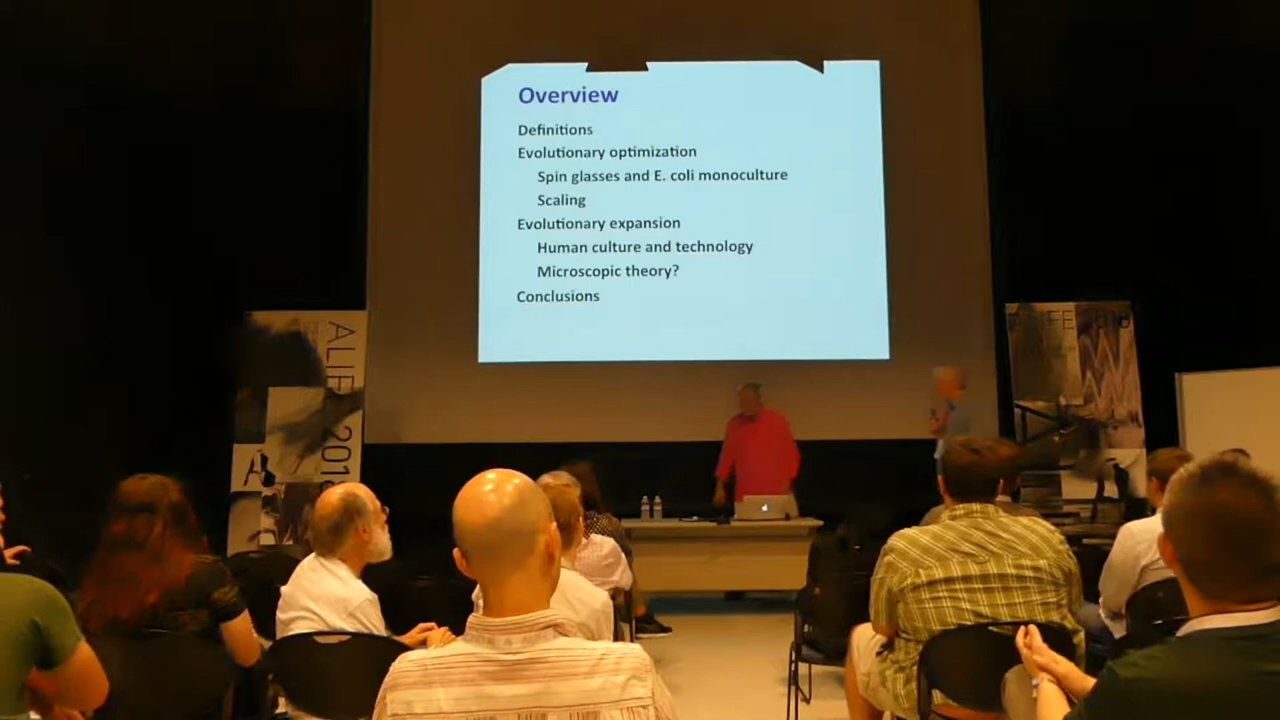 Overview
Definitions
Evolutionary optimization
Spin glasses and E. coli monoculture
Scaling
Evolutionary expansion
Human culture and technology
Microscopic theory?
Conclusions
ALIFE 2018